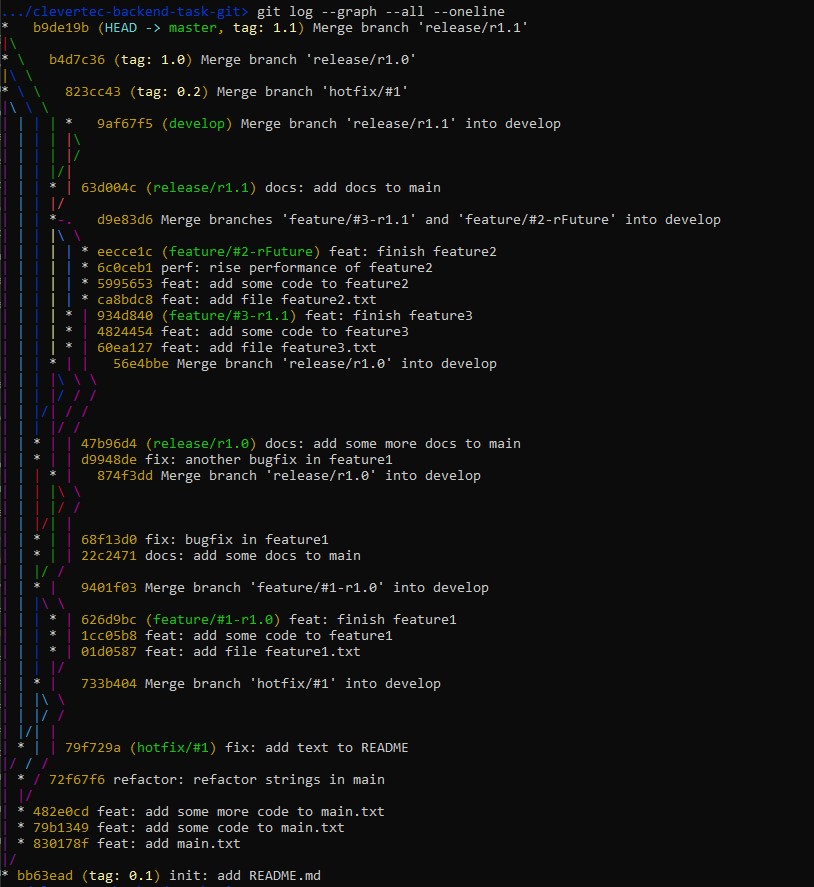 .../clevertec-backend-task-git> git log --graph --all --oneline
* b9de19b (HEAD -> master, tag: 1.1) Merge branch 'release/r1.1'
|\
* \ b4d7c36 (tag: 1.0) Merge branch 'release/r1.0'
|\ \
* \ \ 823cc43 (tag: 0.2) Merge branch 'hotfix/#1'
|\ \ \
| | | | * 9af67f5 (develop) Merge branch 'release/r1.1' into develop
| | | | |\
| | | | |/
| | | |/|
| | | * | 63d004c (release/r1.1) docs: add docs to main
| | | |/
| | | *-. d9e83d6 Merge branches 'feature/#3-r1.1' and 'feature/#2-rFuture' into develop
| | | |\ \
| | | | | * eecce1c (feature/#2-rFuture) feat: finish feature2
| | | | | * 6c0ceb1 perf: rise performance of feature2
| | | | | * 5995653 feat: add some code to feature2
| | | | | * ca8bdc8 feat: add file feature2.txt
| | | | * | 934d840 (feature/#3-r1.1) feat: finish feature3
| | | | * | 4824454 feat: add some code to feature3
| | | | * | 60ea127 feat: add file feature3.txt
| | | * | | 56e4bbe Merge branch 'release/r1.0' into develop
| | | |\ \ \
| | | |/ / /
| | |/| / /
| | | |/ /
| | * | | 47b96d4 (release/r1.0) docs: add some more docs to main
| | * | | d9948de fix: another bugfix in feature1
| | | * | 874f3dd Merge branch 'release/r1.0' into develop
| | | |\ \
| | | |/ /
| | |/| |
| | * | | 68f13d0 fix: bugfix in feature1
| | * | | 22c2471 docs: add some docs to main
| | |/ /
| | * | 9401f03 Merge branch 'feature/#1-r1.0' into develop
| | |\ \
| | | * | 626d9bc (feature/#1-r1.0) feat: finish feature1
| | | * | 1cc05b8 feat: add some code to feature1
| | | * | 01d0587 feat: add file feature1.txt
| | | |/
| | * | 733b404 Merge branch 'hotfix/#1' into develop
| | |\ \
| | |/ /
| |/| |
| * | | 79f729a (hotfix/#1) fix: add text to README
|/ / /
| * / 72f67f6 refactor: refactor strings in main
| |/
| * 482e0cd feat: add some more code to main.txt
| * 79b1349 feat: add some code to main.txt
| * 830178f feat: add main.txt
|/
* bb63ead (tag: 0.1) init: add README.md